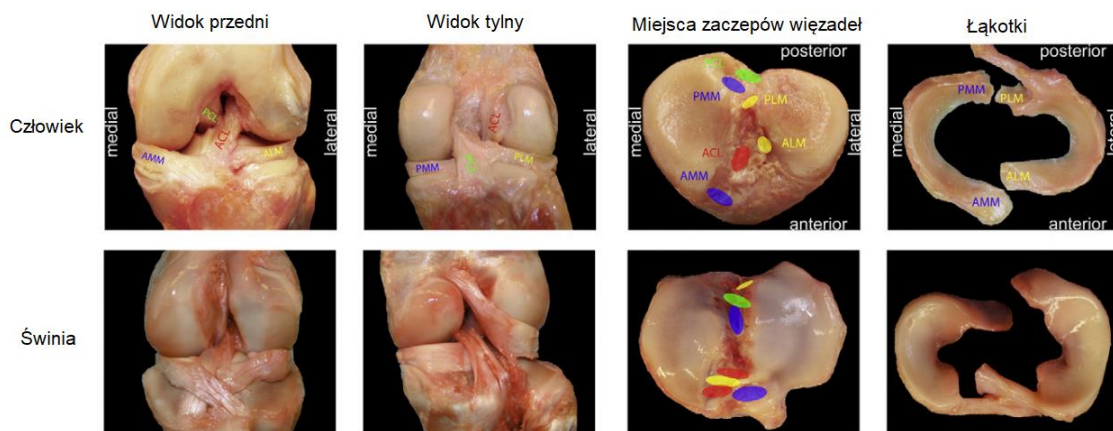 Widok przedni
Widok tylny
Miejsca zaczepów więzadeł
Łąkotki
Człowiek
medial
PCL
ACL
AMM
ALM
lateral
medial
ACL
PMM
PCL
PLM
lateral
posterior
medial
PCL
PMM
PLM
ALM
ACL
AMM
lateral
anterior
posterior
medial
PMM
PLM
ALM
AMM
lateral
anterior
Świnia